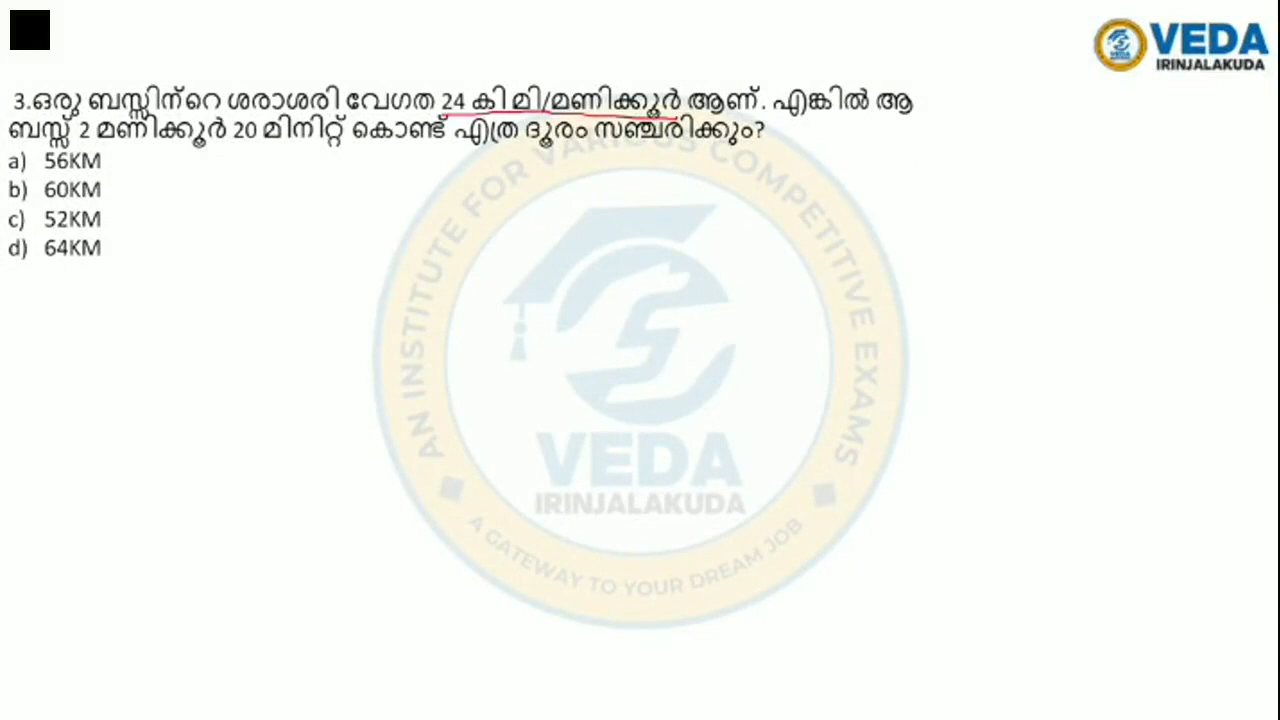 VEDA
IRINJALAKUDA
3.ഒരു ബസ്സിന്‍റെ ശരാശരി വേഗത 24 കി മി/മണിക്കൂർ ആണ്. എങ്കിൽ ആ
ബസ്സ് 2 മണിക്കൂർ 20 മിനിറ്റ് കൊണ്ട് എത്ര ദൂരം സഞ്ചരിക്കും?
a) 56KM
b) 60KM
c) 52KM
d) 64KM
AN INSTITUTE FOR VARIOUS COMPETITIVE EXAMS
VEDA
IRINJALAKUDA
A GATEWAY TO YOUR DREAM JOB